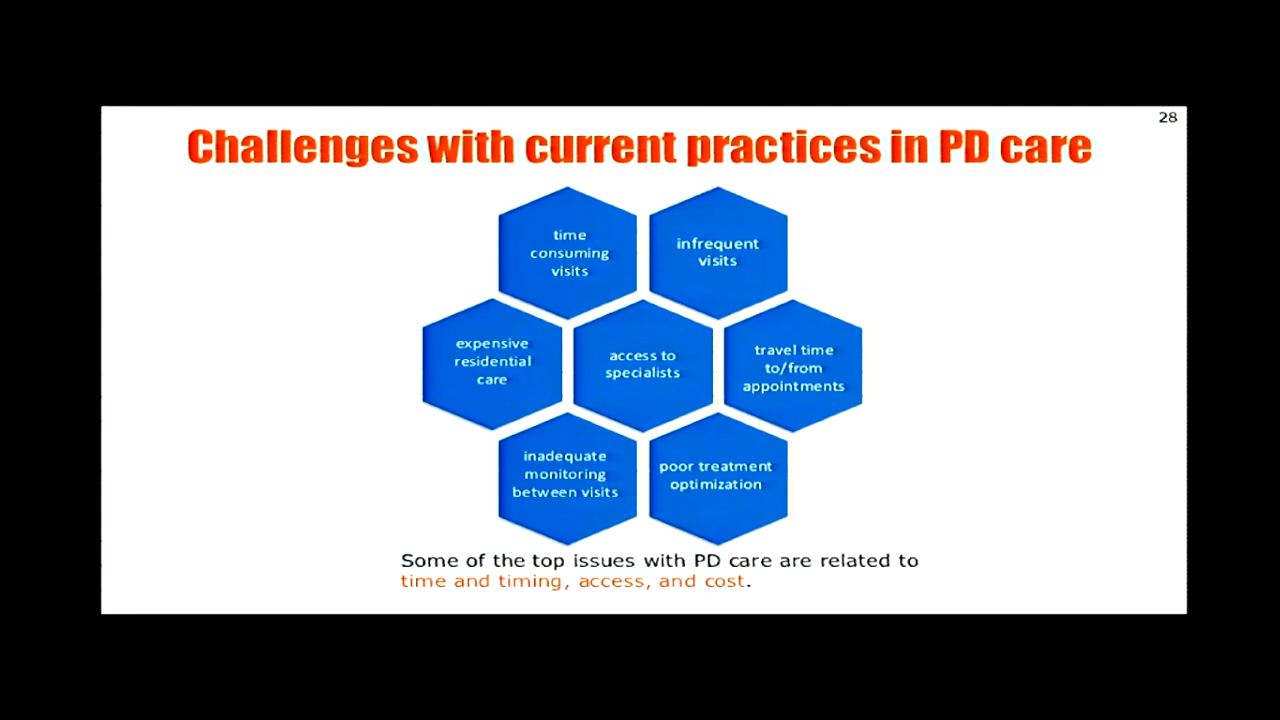 28
Challenges with current practices in PD care
time
consuming
visits
infrequent
visits
expensive
residential
care
access to
specialists
travel time
to/from
appointments
inadequate
monitoring
between visits
poor treatment
optimization
Some of the top issues with PD care are related to
time and timing, access, and cost.